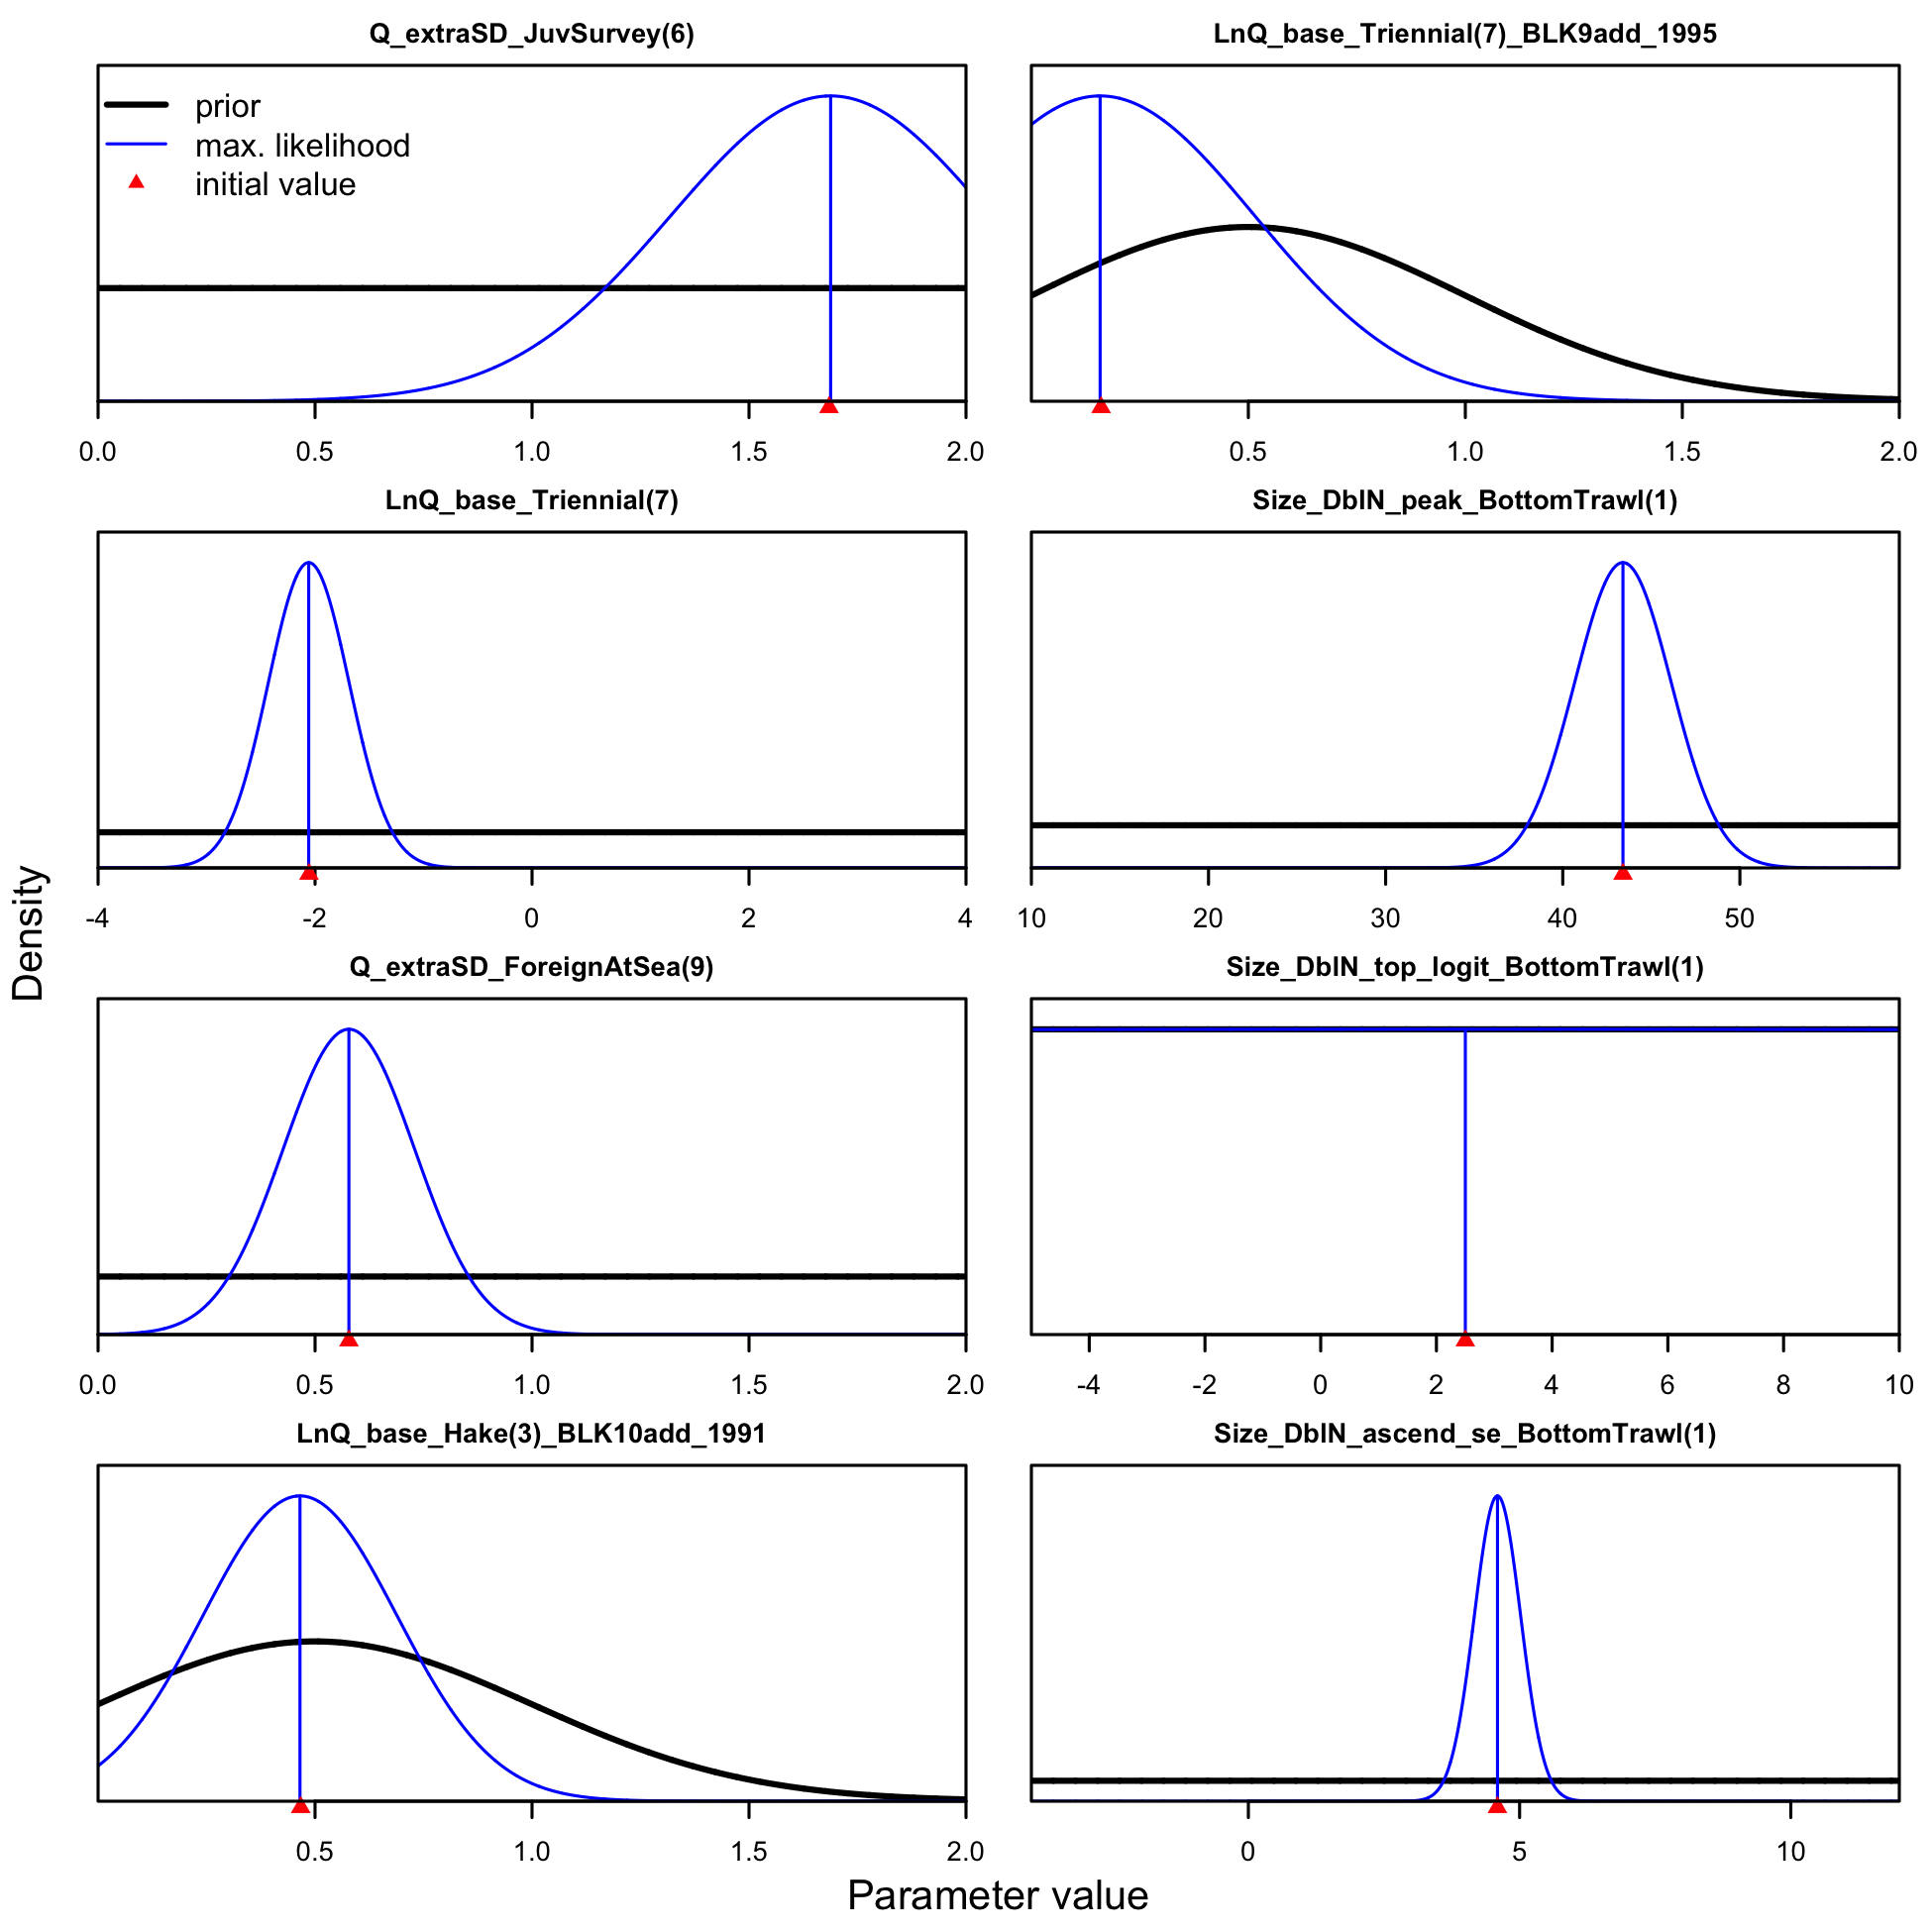 Q_extraSD_JuvSurvey(6)
LnQ_base_Triennial(7)_BLK9add_1995
prior
max. likelihood
initial value
0.0 0.5 1.0 1.5 2.0
0.5 1.0 1.5 2.0
LnQ_base_Triennial(7)
Size_DblN_peak_BottomTrawl(1)
-4 -2 0 2 4
10 20 30 40 50
Q_extraSD_ForeignAtSea(9)
Size_DblN_top_logit_BottomTrawl(1)
Density
0.0 0.5 1.0 1.5 2.0
-4 -2 0 2 4 6 8 10
LnQ_base_Hake(3)_BLK10add_1991
Size_DblN_ascend_se_BottomTrawl(1)
0.5 1.0 1.5 2.0
0 5 10
Parameter value